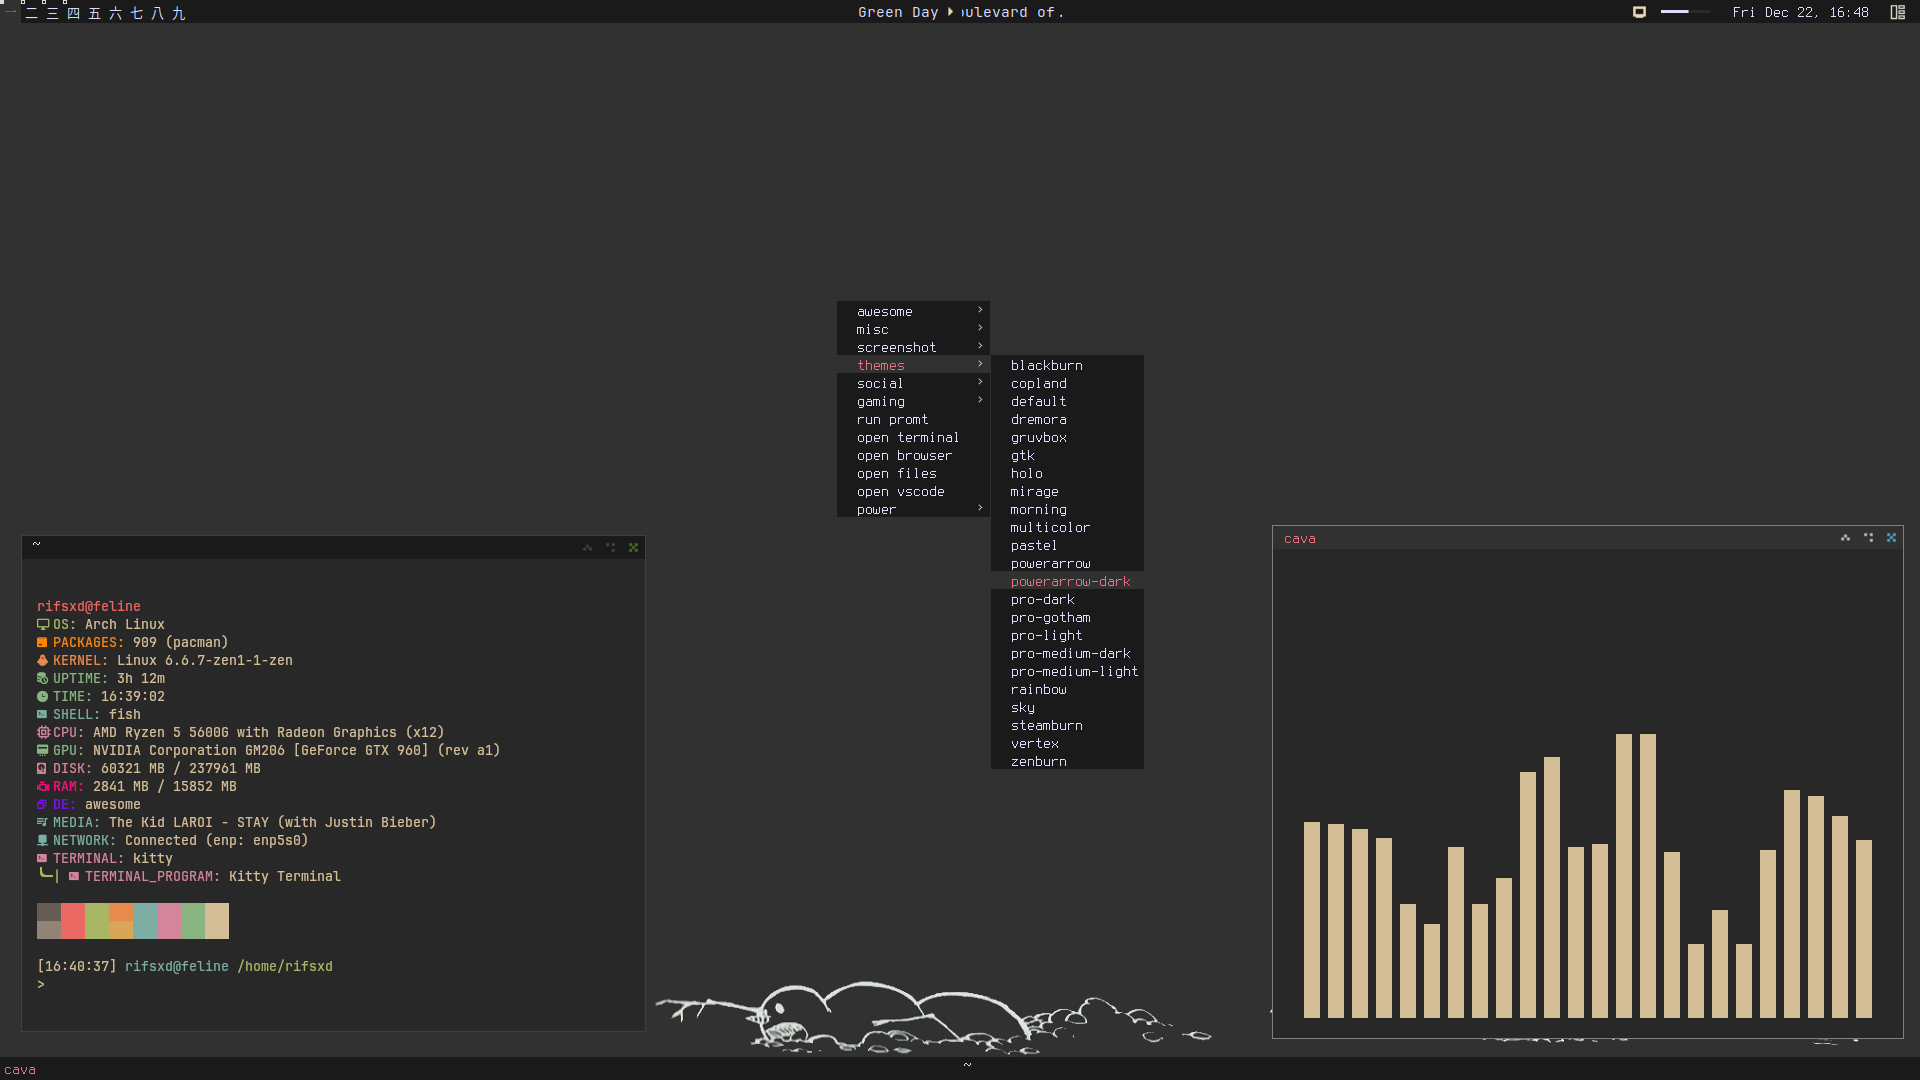 一 二 三 四 五 六 七 八 九
Green Day ulevard of.
Fri Dec 22, 16:48
awesome
misc
screenshot
themes
social
gaming
run promt
open terminal
open browser
open files
open vscode
power
blackburn
copland
default
dremora
gruvbox
gtk
holo
mirage
morning
multicolor
pastel
powerarrow
powerarrow-dark
pro-dark
pro-gotham
pro-light
pro-medium-dark
pro-medium-light
rainbow
sky
steamburn
vertex
zenburn
~
rifsxd@feline
OS: Arch Linux
PACKAGES: 909 (pacman)
KERNEL: Linux 6.6.7-zen1-1-zen
UPTIME: 3h 12m
TIME: 16:39:02
SHELL: fish
CPU: AMD Ryzen 5 5600G with Radeon Graphics (x12)
GPU: NVIDIA Corporation GM206 [GeForce GTX 960] (rev a1)
DISK: 60321 MB / 237961 MB
RAM: 2841 MB / 15852 MB
DE: awesome
MEDIA: The Kid LAROI - STAY (with Justin Bieber)
NETWORK: Connected (enp: enp5s0)
TERMINAL: kitty
TERMINAL_PROGRAM: Kitty Terminal
[16:40:37] rifsxd@feline /home/rifsxd
>
cava
cava
~